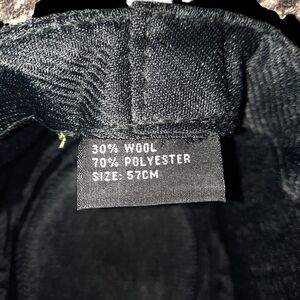 30% WOOL
70% POLYESTER
SIZE: 57CM